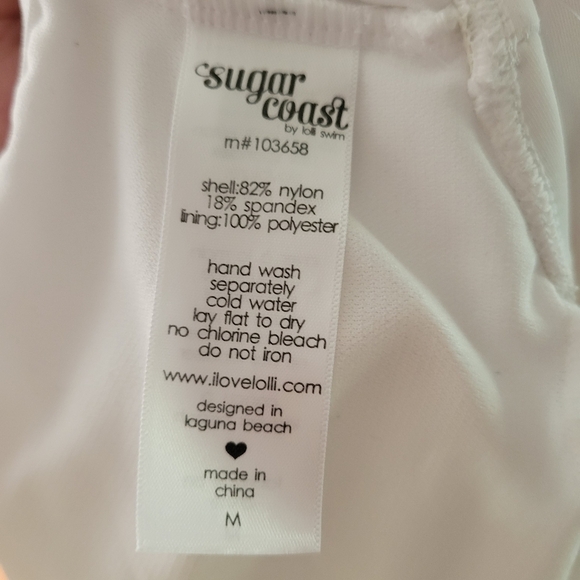 sugar
coast
by lolli swim
rn#103658
shell:82% nylon
18% spandex
lining:100% polyester
hand wash
separately
cold water
lay flat to dry
no chlorine bleach
do not iron
www.ilovelolli.com
designed in
laguna beach
made in
china
M